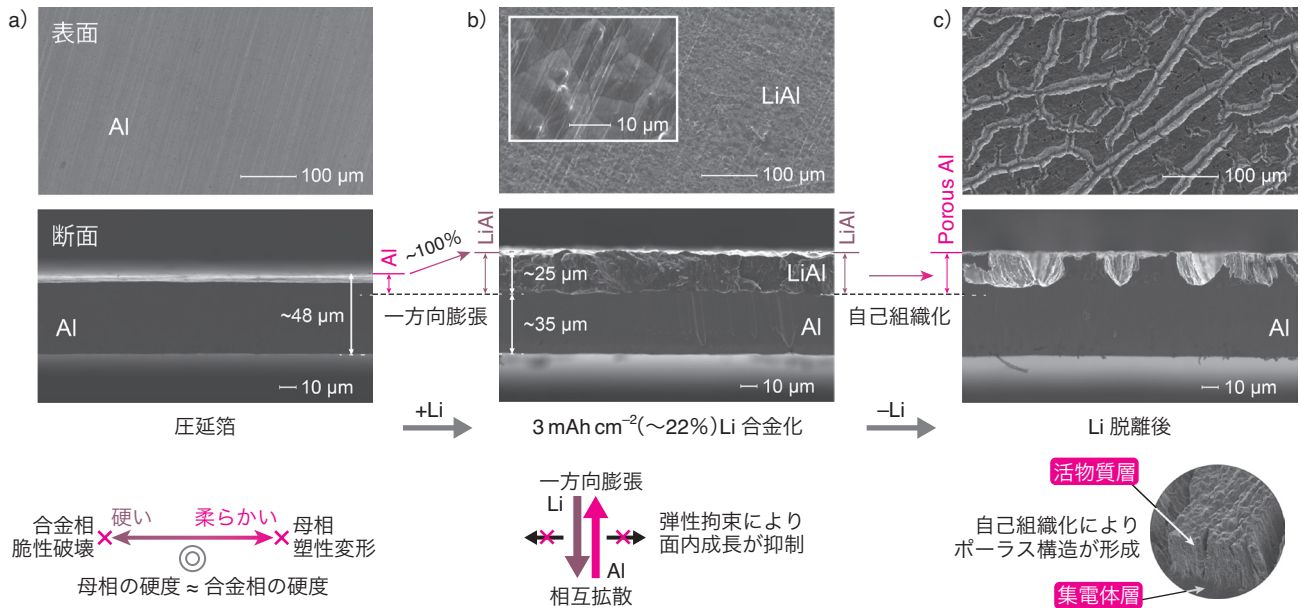 a)
表面
Al
100 µm
断面
Al
~48 µm
10 µm
圧延箔
Al
~100%
LiAl
一方向膨張
+Li
b)
10 µm
LiAl
100 µm
~25 µm
LiAl
~35 µm
Al
10 µm
3 mAh cm⁻²(～22%)Li 合金化
LiAl
Porous Al
自己組織化
–Li
c)
100 µm
Al
10 µm
Li 脱離後
硬い
柔らかい
合金相
脆性破壊
母相
塑性変形
母相の硬度 ≈ 合金相の硬度
一方向膨張
Li
Al
相互拡散
弾性拘束により
面内成長が抑制
活物質層
自己組織化により
ポーラス構造が形成
集電体層